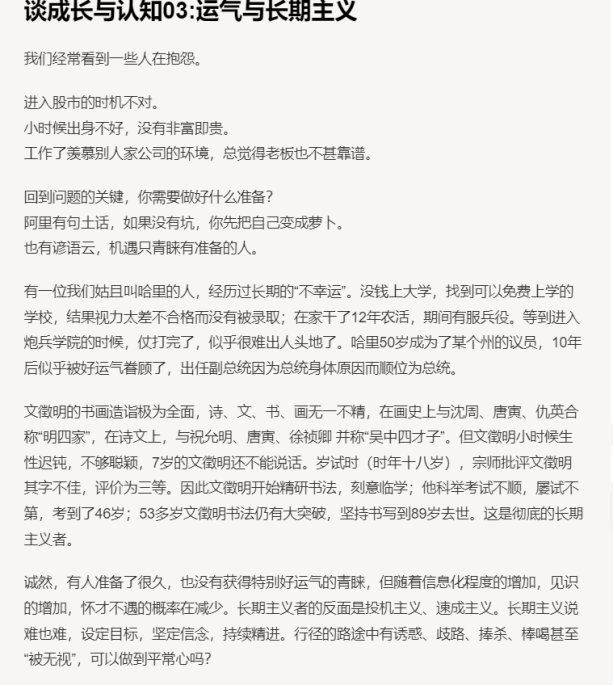 谈成长与认知03:运气与长期主义
我们经常看到一些人在抱怨。
进入股市的时机不对。
小时候出身不好，没有非富即贵。
工作了羡慕别人家公司的环境，总觉得老板也不甚靠谱。
回到问题的关键，你需要做好什么准备？
阿里有句土话，如果没有坑，你先把自己变成萝卜。
也有谚语云，机遇只青睐有准备的人。
有一位我们姑且叫哈里的人，经历过长期的“不幸运”。没钱上大学，找到可以免费上学的
学校，结果视力太差不合格而没有被录取；在家干了12年农活，期间有服兵役。等到进入
炮兵学院的时候，仗打完了，似乎很难出人头地了。哈里50岁成为了某个州的议员，10年
后似乎被好运气眷顾了，出任副总统因为总统身体原因而顺位为总统。
文徵明的书画造诣极为全面，诗、文、书、画无一不精，在画史上与沈周、唐寅、仇英合
称“明四家”，在诗文上，与祝允明、唐寅、徐祯卿 并称“吴中四才子”。但文徵明小时候生
性迟钝，不够聪颖，7岁的文徵明还不能说话。岁试时（时年十八岁），宗师批评文徵明
其字不佳，评价为三等。因此文徵明开始精研书法，刻意临学；他科举考试不顺，屡试不
第，考到了46岁；53多岁文徵明书法仍有大突破，坚持书写到89岁去世。这是彻底的长期
主义者。
诚然，有人准备了很久，也没有获得特别好运气的青睐，但随着信息化程度的增加，见识
的增加，怀才不遇的概率在减少。长期主义者的反面是投机主义、速成主义。长期主义说
难也难，设定目标，坚定信念，持续精进。行径的路途中有诱惑、歧路、捧杀、棒喝甚至
“被无视”，可以做到平常心吗？